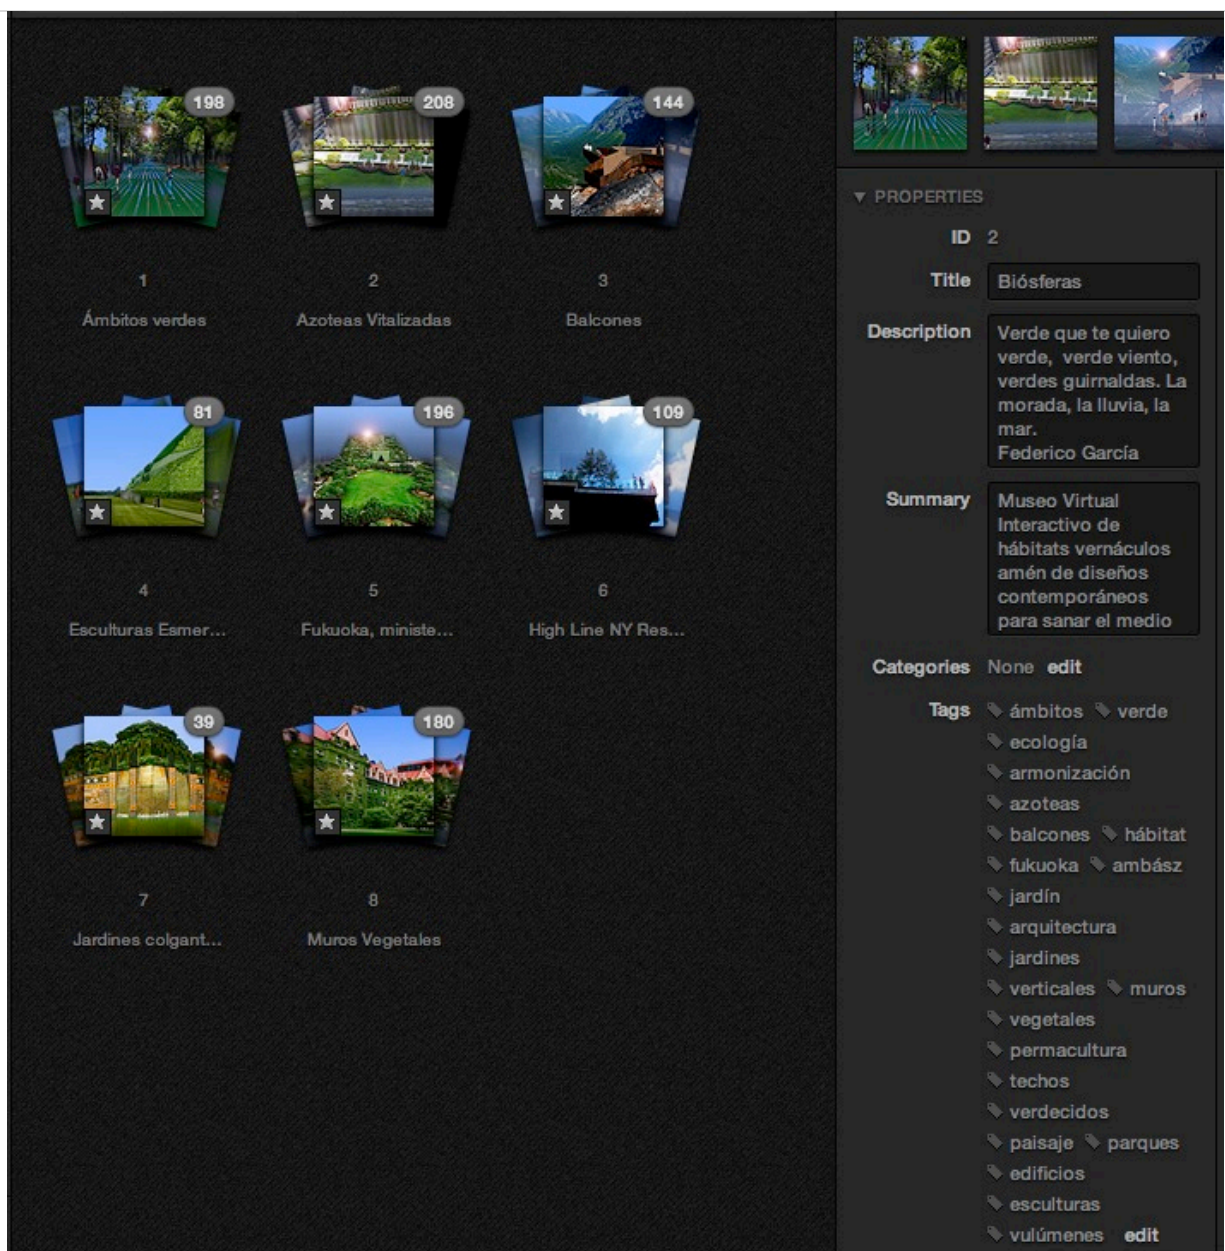 198
208
144
1
2
3
Ámbitos verdes
Azoteas Vitalizadas
Balcones
81
196
109
4
5
6
Esculturas Esmer...
Fukuoka, ministe...
High Line NY Res...
39
180
7
8
Jardines colgant...
Muros Vegetales
PROPERTIES
ID 2
Title Biósferas
Description Verde que te quiero
verde, verde viento,
verdes guirnaldas. La
morada, la lluvia, la
mar.
Federico García
Summary Museo Virtual
Interactivo de
hábitats vernáculos
amén de diseños
contemporáneos
para sanar el medio
Categories None edit
Tags ámbitos verde
ecología
armonización
azoteas
balcones hábitat
fukuoka ambász
jardín
arquitectura
jardines
verticales muros
vegetales
permacultura
techos
verdecidos
paisaje parques
edificios
esculturas
vulúmenes edit